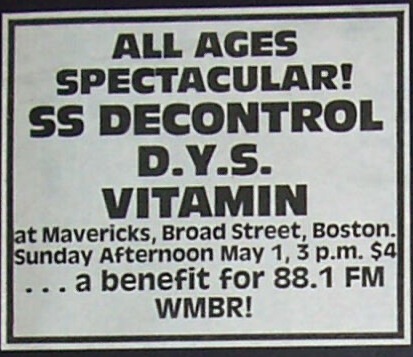 ALL AGES
SPECTACULAR!
SS DECONTROL
D.Y.S.
VITAMIN
at Mavericks, Broad Street, Boston.
Sunday Afternoon May 1, 3 p.m. $4
. . . a benefit for 88.1 FM
WMBR!